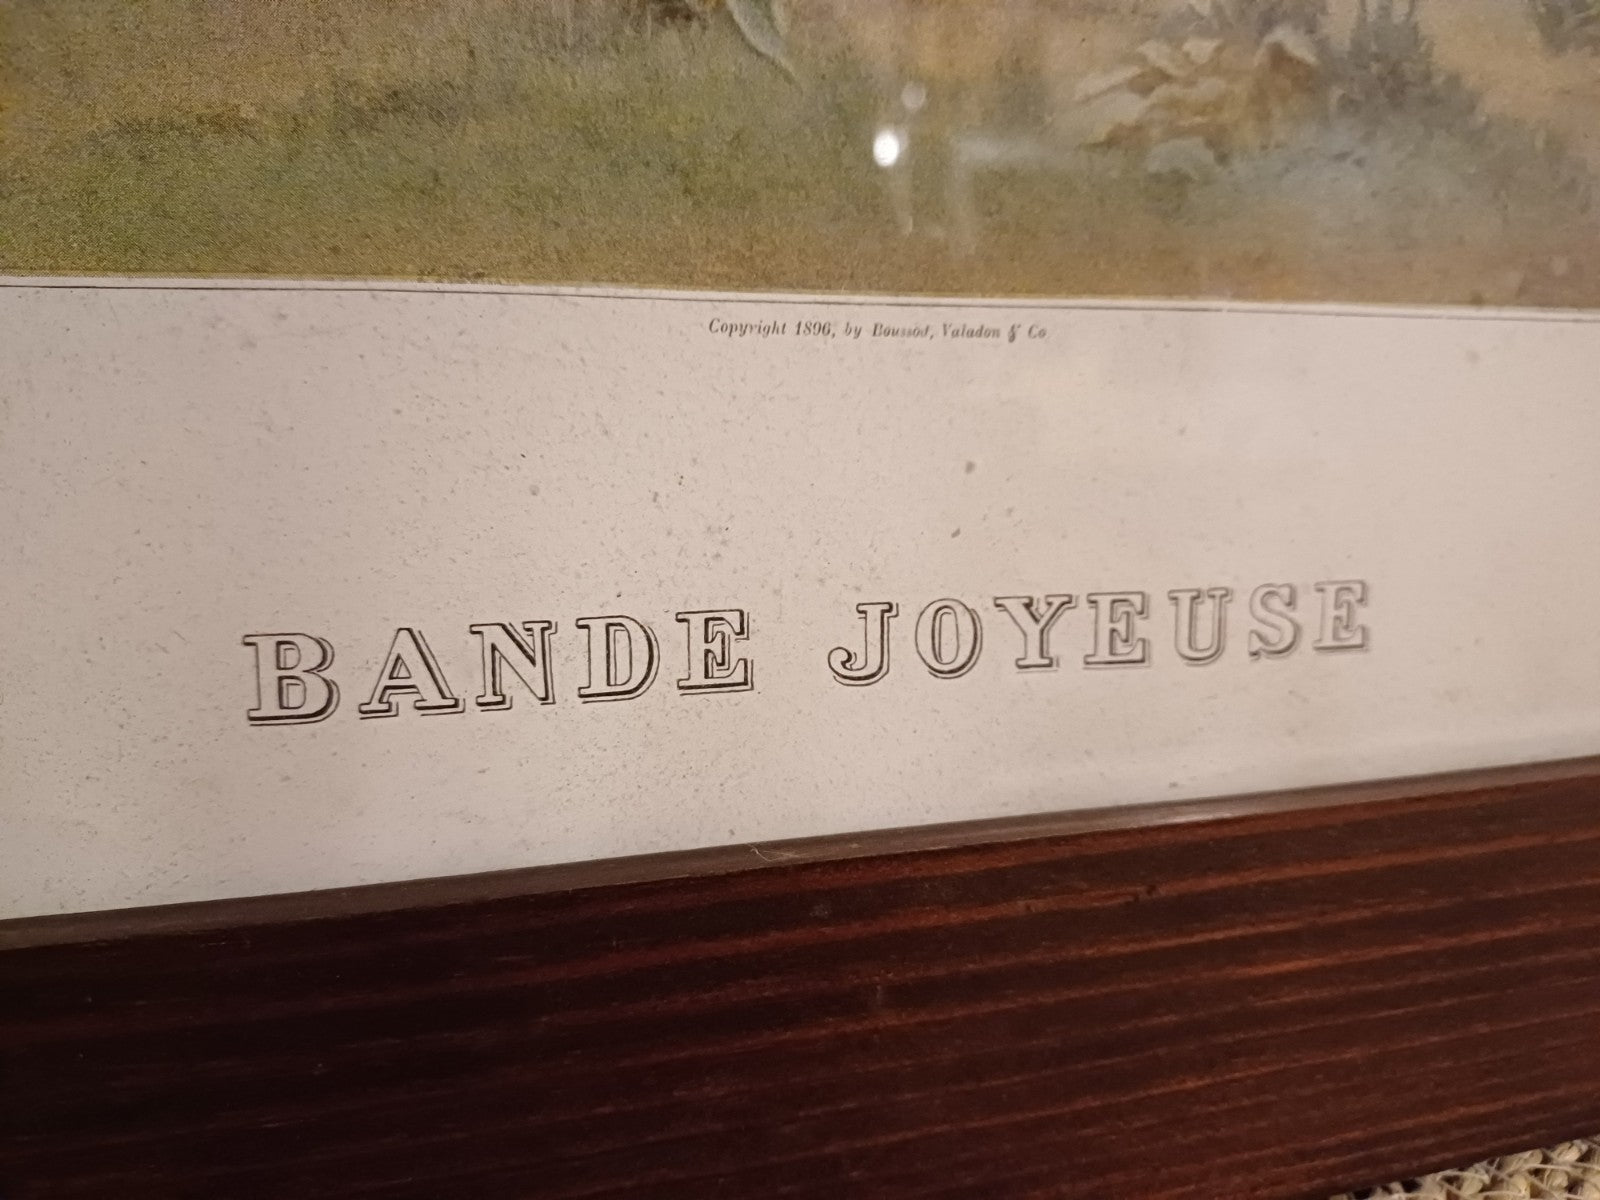 Copyright 1896, by Boussod, Valadon & Co
BANDE JOYEUSE